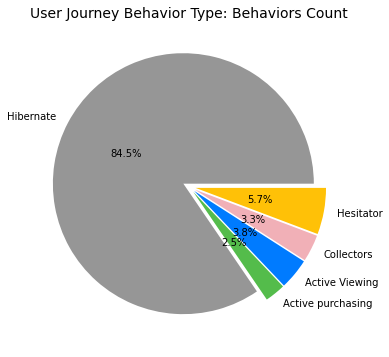 User Journey Behavior Type: Behaviors Count
Hibernate
84.5%
5.7%
Hesitator
3.3%
Collectors
3.8%
Active Viewing
2.5%
Active purchasing